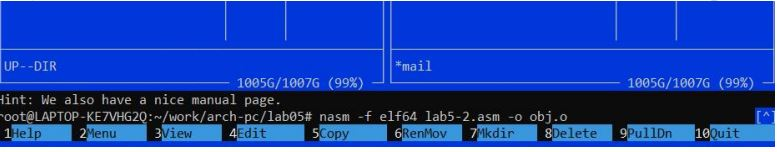 UP--DIR
1005G/1007G (99%)
*mail
1005G/1007G (99%)
Hint: We also have a nice manual page.
root@LAPTOP-KE7VHG2Q:~/work/arch-pc/lab05# nasm -f elf64 lab5-2.asm -o obj.o [^]
1Help 2Menu 3View 4Edit 5Copy 6RenMov 7Mkdir 8Delete 9PullDn 10Quit